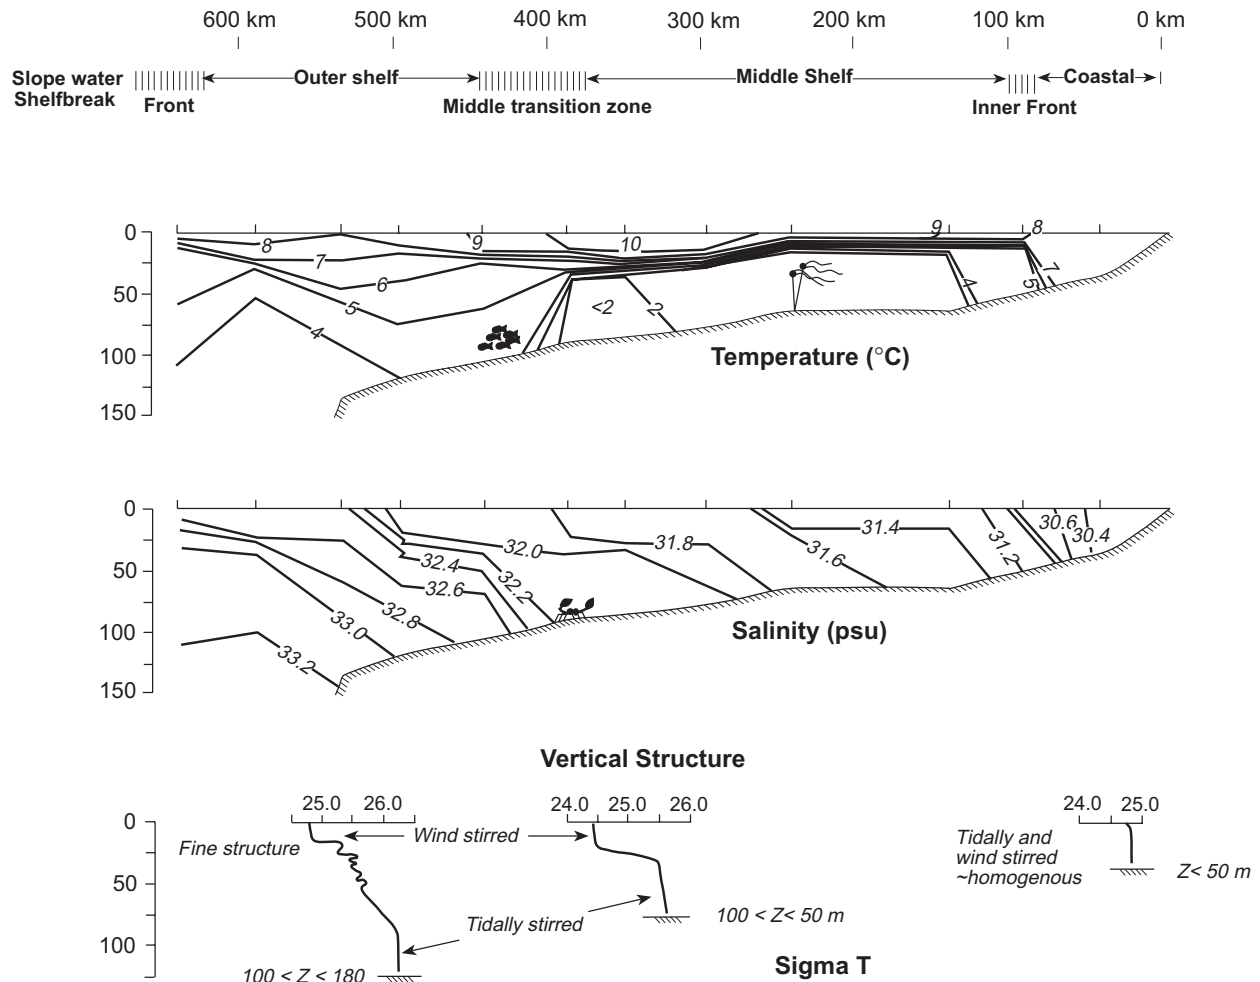 600 km 500 km 400 km 300 km 200 km 100 km 0 km
Slope water
Shelfbreak
Front
Outer shelf
Middle transition zone
Middle Shelf
Inner Front
Coastal
0
50
100
150
8
7
6
5
4
9
10
<2
2
9
8
4
5
7
Temperature (°C)
0
50
100
150
33.2
33.0
32.8
32.6
32.4
32.2
32.0
31.8
31.6
31.4
31.2
30.6
30.4
Salinity (psu)
Vertical Structure
25.0 26.0
24.0 25.0 26.0
24.0 25.0
0
50
100
Fine structure
Wind stirred
Tidally stirred
100 < Z < 180
100 < Z< 50 m
Tidally and
wind stirred
~homogenous
Z< 50 m
Sigma T